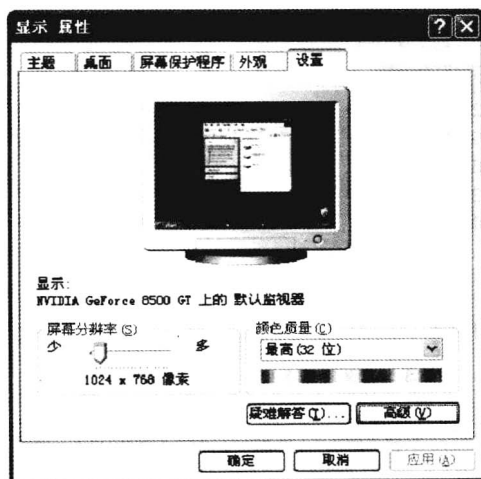 显示 属性
主题 桌面 屏幕保护程序 外观 设置
显示:
NVIDIA GeForce 8500 GT 上的 默认监视器
屏幕分辨率(S) 颜色质量(C)
少 多 最高(32 位)
1024 x 768 像素
疑难解答(T)... 高级(V)
确定 取消 应用(A)